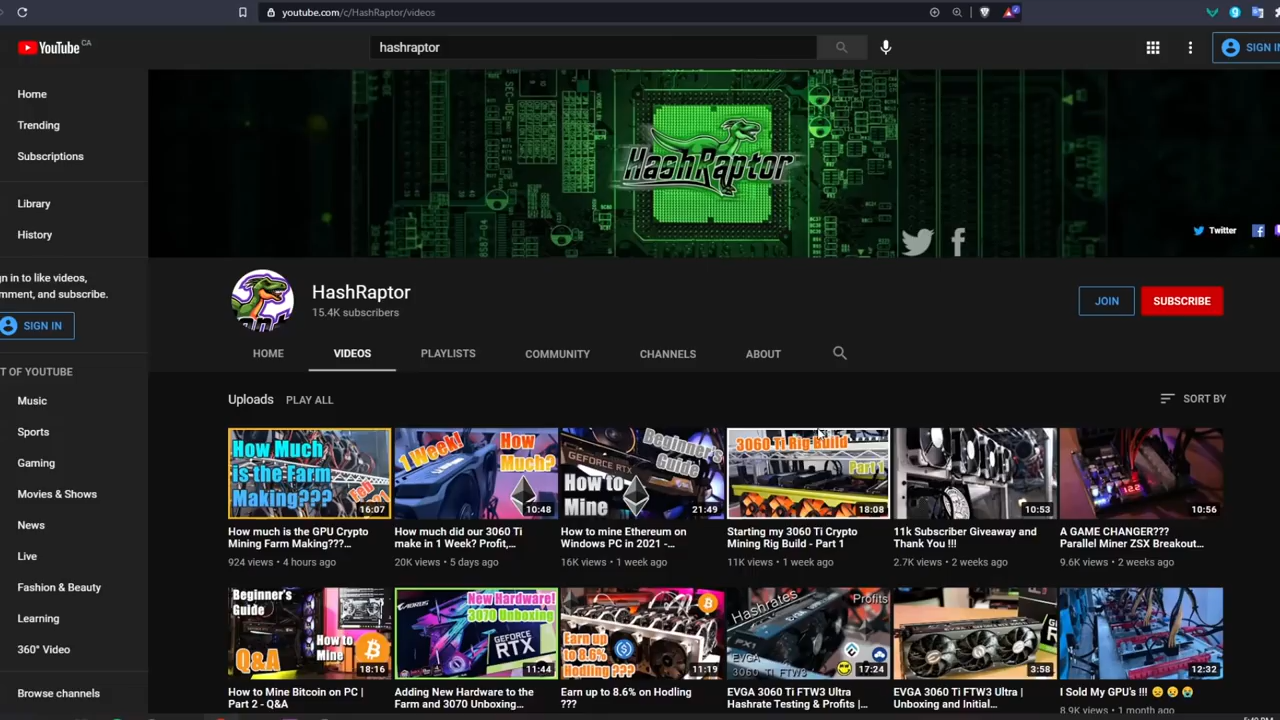 youtube.com/c/HashRaptor/videos
YouTube CA
hashraptor
SIGN IN
Home
Trending
Subscriptions
Library
History
gn in to like videos,
mment, and subscribe.
SIGN IN
T OF YOUTUBE
Music
Sports
Gaming
Movies & Shows
News
Live
Fashion & Beauty
Learning
360° Video
Browse channels
HashRaptor
Twitter
HashRaptor
15.4K subscribers
JOIN
SUBSCRIBE
HOME
VIDEOS
PLAYLISTS
COMMUNITY
CHANNELS
ABOUT
Uploads
PLAY ALL
SORT BY
How Much
is the Farm
Making???
16:07
How much is the GPU Crypto
Mining Farm Making???...
924 views • 4 hours ago
1 Week!
How
Much?
10:48
How much did our 3060 Ti
make in 1 Week? Profit,...
20K views • 5 days ago
Beginner's
Guide
GEFORCE RTX
How to
Mine
21:49
How to mine Ethereum on
Windows PC in 2021 -...
16K views • 1 week ago
3060 Ti Rig Build
Part 1
18:08
Starting my 3060 Ti Crypto
Mining Rig Build - Part 1
11K views • 1 week ago
10:53
11k Subscriber Giveaway and
Thank You !!!
2.7K views • 2 weeks ago
12.2
10:56
A GAME CHANGER???
Parallel Miner ZSX Breakout...
9.6K views • 2 weeks ago
Beginner's
Guide
How to
Mine
Q&A
18:16
How to Mine Bitcoin on PC |
Part 2 - Q&A
New Hardware!
3070 Unboxing
GEFORCE
RTX
11:44
Adding New Hardware to the
Farm and 3070 Unboxing...
Earn up
to 8.6%
Hodling
???
11:19
Earn up to 8.6% on Hodling
???
Hashrates
Profits
EVGA
3060 Ti FTW3
17:24
EVGA 3060 Ti FTW3 Ultra
Hashrate Testing & Profits |...
3:58
EVGA 3060 Ti FTW3 Ultra |
Unboxing and Initial...
12:32
I Sold My GPU's !!! 😥😥😭
8.9K views • 1 month ago